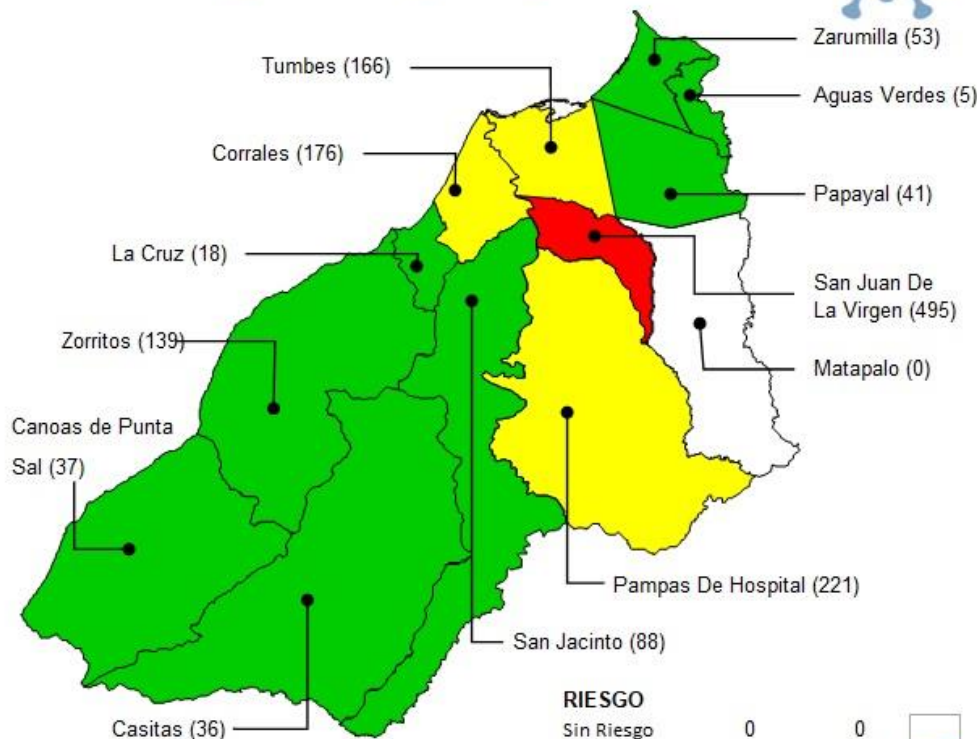 Zarumilla (53)
Tumbes (166)
Aguas Verdes (5)
Corrales (176)
Papayal (41)
La Cruz (18)
San Juan De
La Virgen (495)
Zorritos (139)
Matapalo (0)
Canoas de Punta
Sal (37)
Pampas De Hospital (221)
San Jacinto (88)
Casitas (36)
RIESGO
Sin Riesgo 0 0